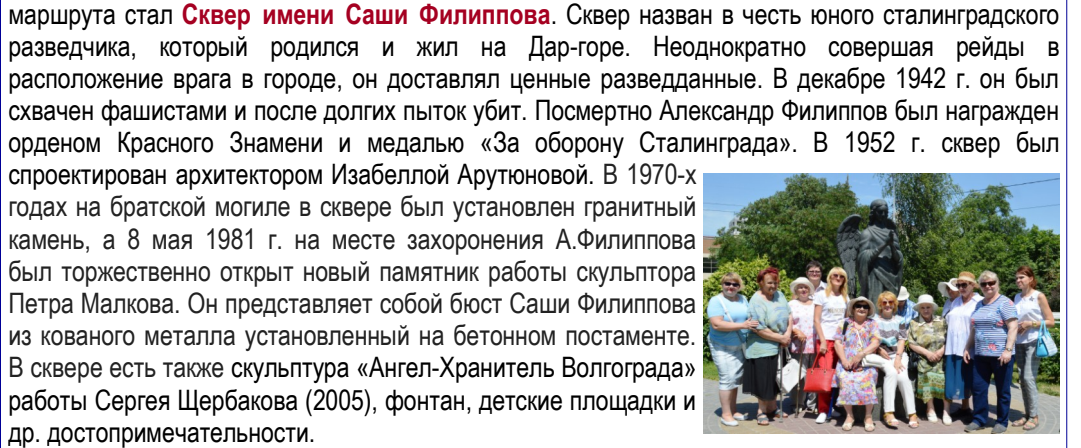 маршрута стал Сквер имени Саши Филиппова. Сквер назван в честь юного сталинградского
разведчика, который родился и жил на Дар-горе. Неоднократно совершая рейды в
расположение врага в городе, он доставлял ценные разведданные. В декабре 1942 г. он был
схвачен фашистами и после долгих пыток убит. Посмертно Александр Филиппов был награжден
орденом Красного Знамени и медалью «За оборону Сталинграда». В 1952 г. сквер был
спроектирован архитектором Изабеллой Арутюновой. В 1970-х
годах на братской могиле в сквере был установлен гранитный
камень, а 8 мая 1981 г. на месте захоронения А.Филиппова
был торжественно открыт новый памятник работы скульптора
Петра Малкова. Он представляет собой бюст Саши Филиппова
из кованого металла установленный на бетонном постаменте.
В сквере есть также скульптура «Ангел-Хранитель Волгограда»
работы Сергея Щербакова (2005), фонтан, детские площадки и
др. достопримечательности.